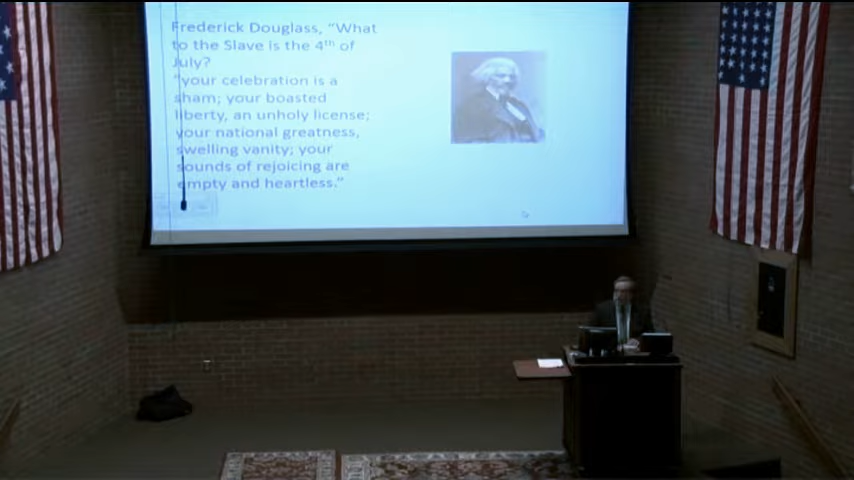 Frederick Douglass, “What
to the Slave is the 4th of
July?
“your celebration is a
sham; your boasted
liberty, an unholy license;
your national greatness,
swelling vanity; your
sounds of rejoicing are
empty and heartless.”